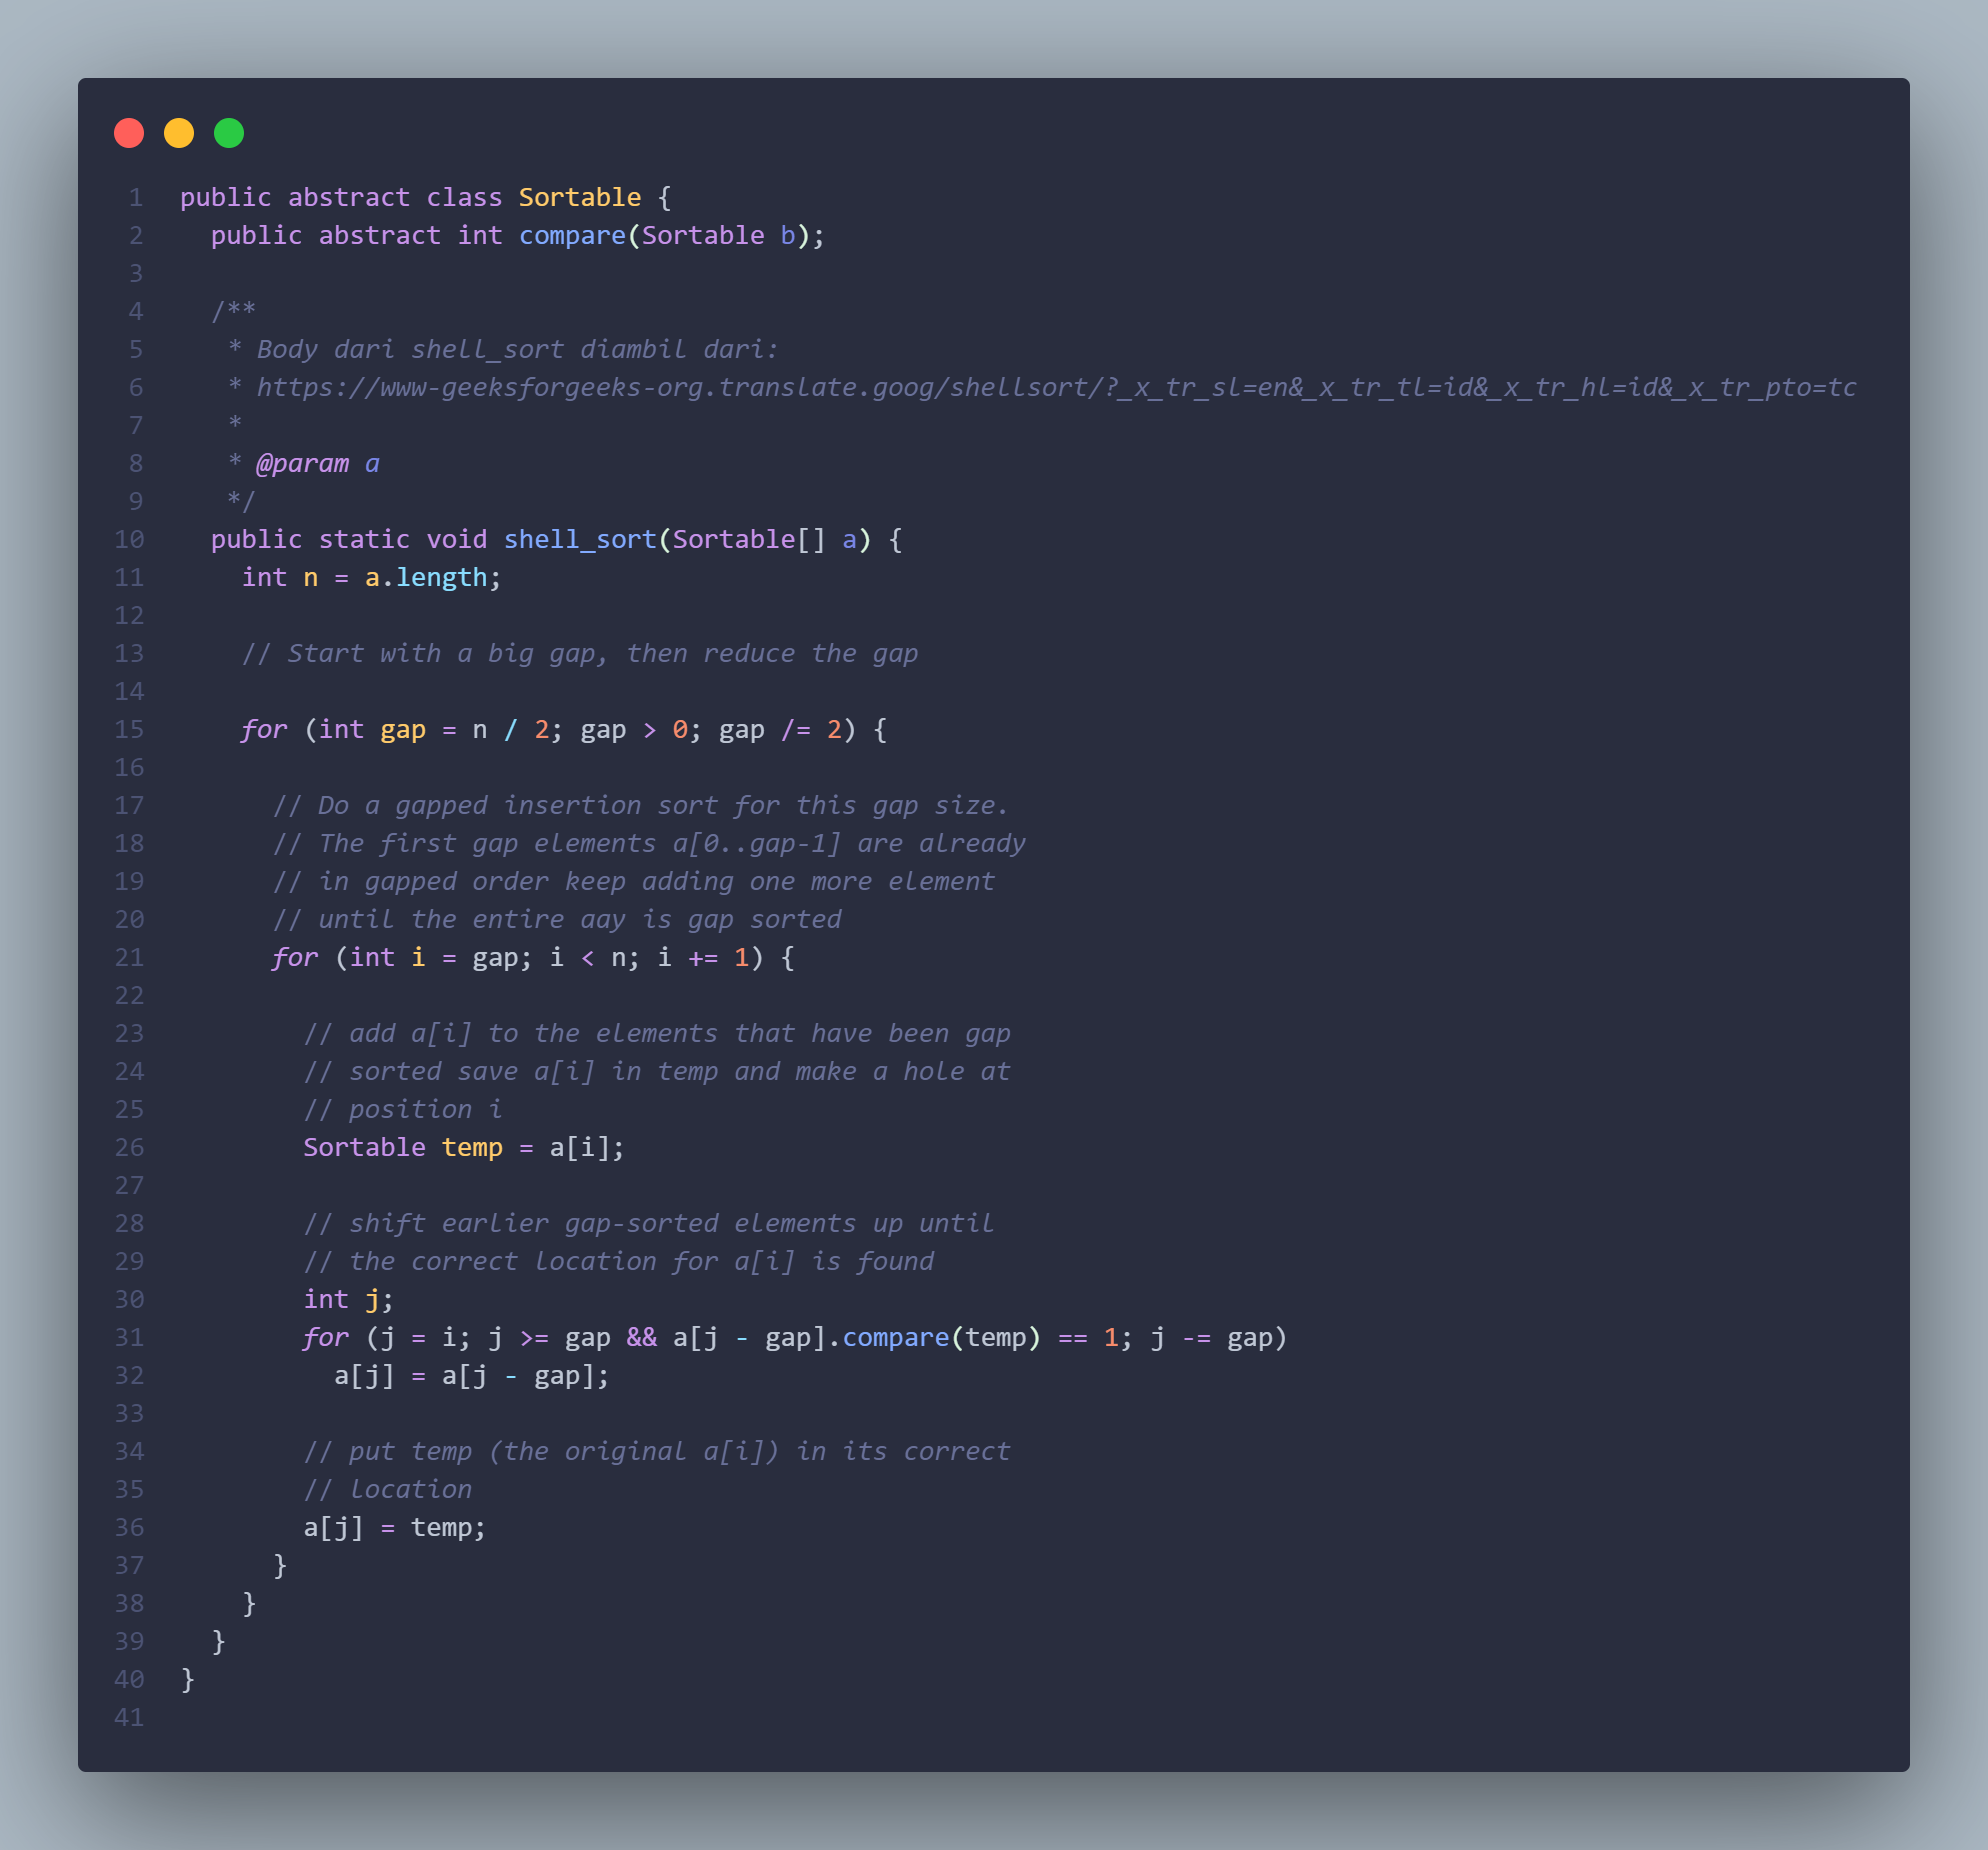 1 public abstract class Sortable {
2 public abstract int compare(Sortable b);
3
4 /**
5 * Body dari shell_sort diambil dari:
6 * https://www-geeksforgeeks-org.translate.goog/shellsort/?_x_tr_sl=en&_x_tr_tl=id&_x_tr_hl=id&_x_tr_pto=tc
7 *
8 * @param a
9 */
10 public static void shell_sort(Sortable[] a) {
11 int n = a.length;
12
13 // Start with a big gap, then reduce the gap
14
15 for (int gap = n / 2; gap > 0; gap /= 2) {
16
17 // Do a gapped insertion sort for this gap size.
18 // The first gap elements a[0..gap-1] are already
19 // in gapped order keep adding one more element
20 // until the entire aay is gap sorted
21 for (int i = gap; i < n; i += 1) {
22
23 // add a[i] to the elements that have been gap
24 // sorted save a[i] in temp and make a hole at
25 // position i
26 Sortable temp = a[i];
27
28 // shift earlier gap-sorted elements up until
29 // the correct location for a[i] is found
30 int j;
31 for (j = i; j >= gap && a[j - gap].compare(temp) == 1; j -= gap)
32 a[j] = a[j - gap];
33
34 // put temp (the original a[i]) in its correct
35 // location
36 a[j] = temp;
37 }
38 }
39 }
40 }
41